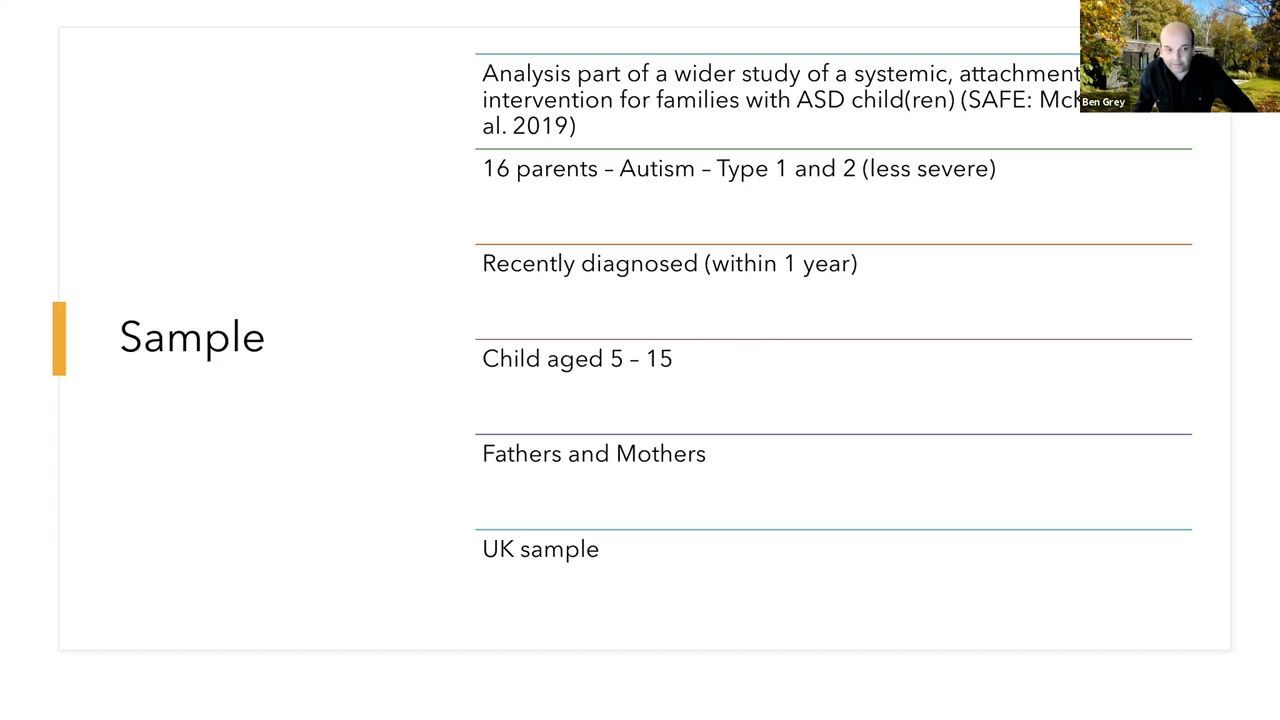 Sample
Analysis part of a wider study of a systemic, attachment
intervention for families with ASD child(ren) (SAFE:
al. 2019)
16 parents – Autism – Type 1 and 2 (less severe)
Recently diagnosed (within 1 year)
Child aged 5 – 15
Fathers and Mothers
UK sample
Ben Grey